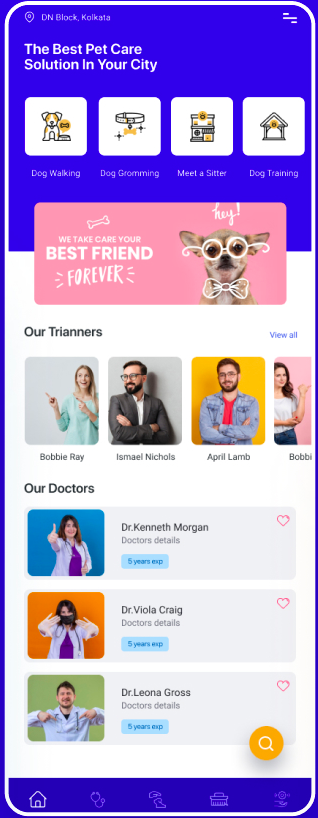 DN Block, Kolkata
The Best Pet Care
Solution In Your City
Dog Walking
Dog Gromming
Meet a Sitter
Dog Training
hey!
WE TAKE CARE YOUR
BEST FRIEND
FOREVER
Our Trianners
View all
Bobbie Ray
Ismael Nichols
April Lamb
Bobbi
Our Doctors
Dr.Kenneth Morgan
Doctors details
5 years exp
Dr.Viola Craig
Doctors details
5 years exp
Dr.Leona Gross
Doctors details
5 years exp